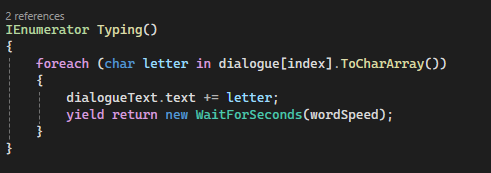 2 references
IEnumerator Typing()
{
foreach (char letter in dialogue[index].ToCharArray())
{
dialogueText.text += letter;
yield return new WaitForSeconds(wordSpeed);
}
}